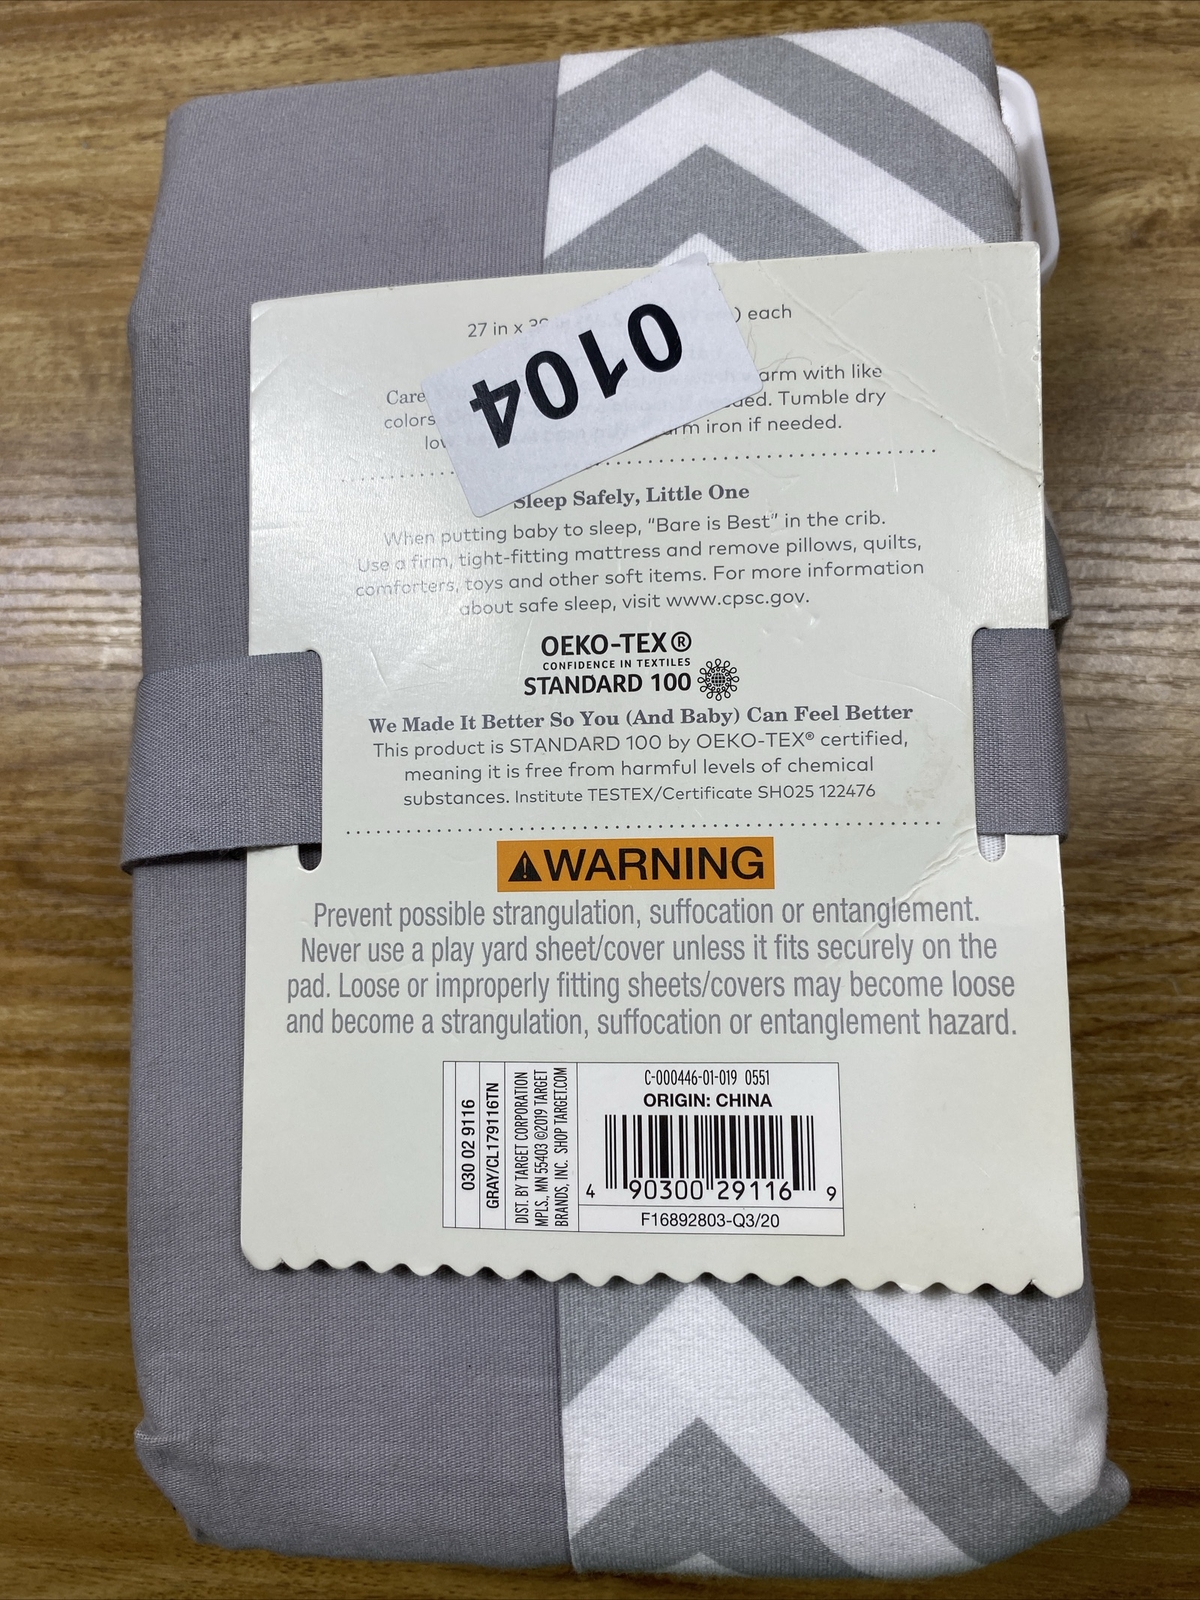 27 in x
) each
0104
Care
arm with like
colors
Tumble dry
iron if needed.
Sleep Safely, Little One
When putting baby to sleep, “Bare is Best” in the crib.
Use a firm, tight-fitting mattress and remove pillows, quilts,
comforters, toys and other soft items. For more information
about safe sleep, visit www.cpsc.gov.
OEKO-TEX®
CONFIDENCE IN TEXTILES
STANDARD 100
We Made It Better So You (And Baby) Can Feel Better
This product is STANDARD 100 by OEKO-TEX® certified,
meaning it is free from harmful levels of chemical
substances. Institute TESTEX/Certificate SH025 122476
⚠WARNING
Prevent possible strangulation, suffocation or entanglement.
Never use a play yard sheet/cover unless it fits securely on the
pad. Loose or improperly fitting sheets/covers may become loose
and become a strangulation, suffocation or entanglement hazard.
030 02 9116
GRAY/CL179116TN
DIST. BY TARGET CORPORATION
MPLS., MN 55403 ©2019 TARGET
BRANDS, INC. SHOP TARGET.COM
C-000446-01-019 0551
ORIGIN: CHINA
4 90300 29116 9
F16892803-Q3/20